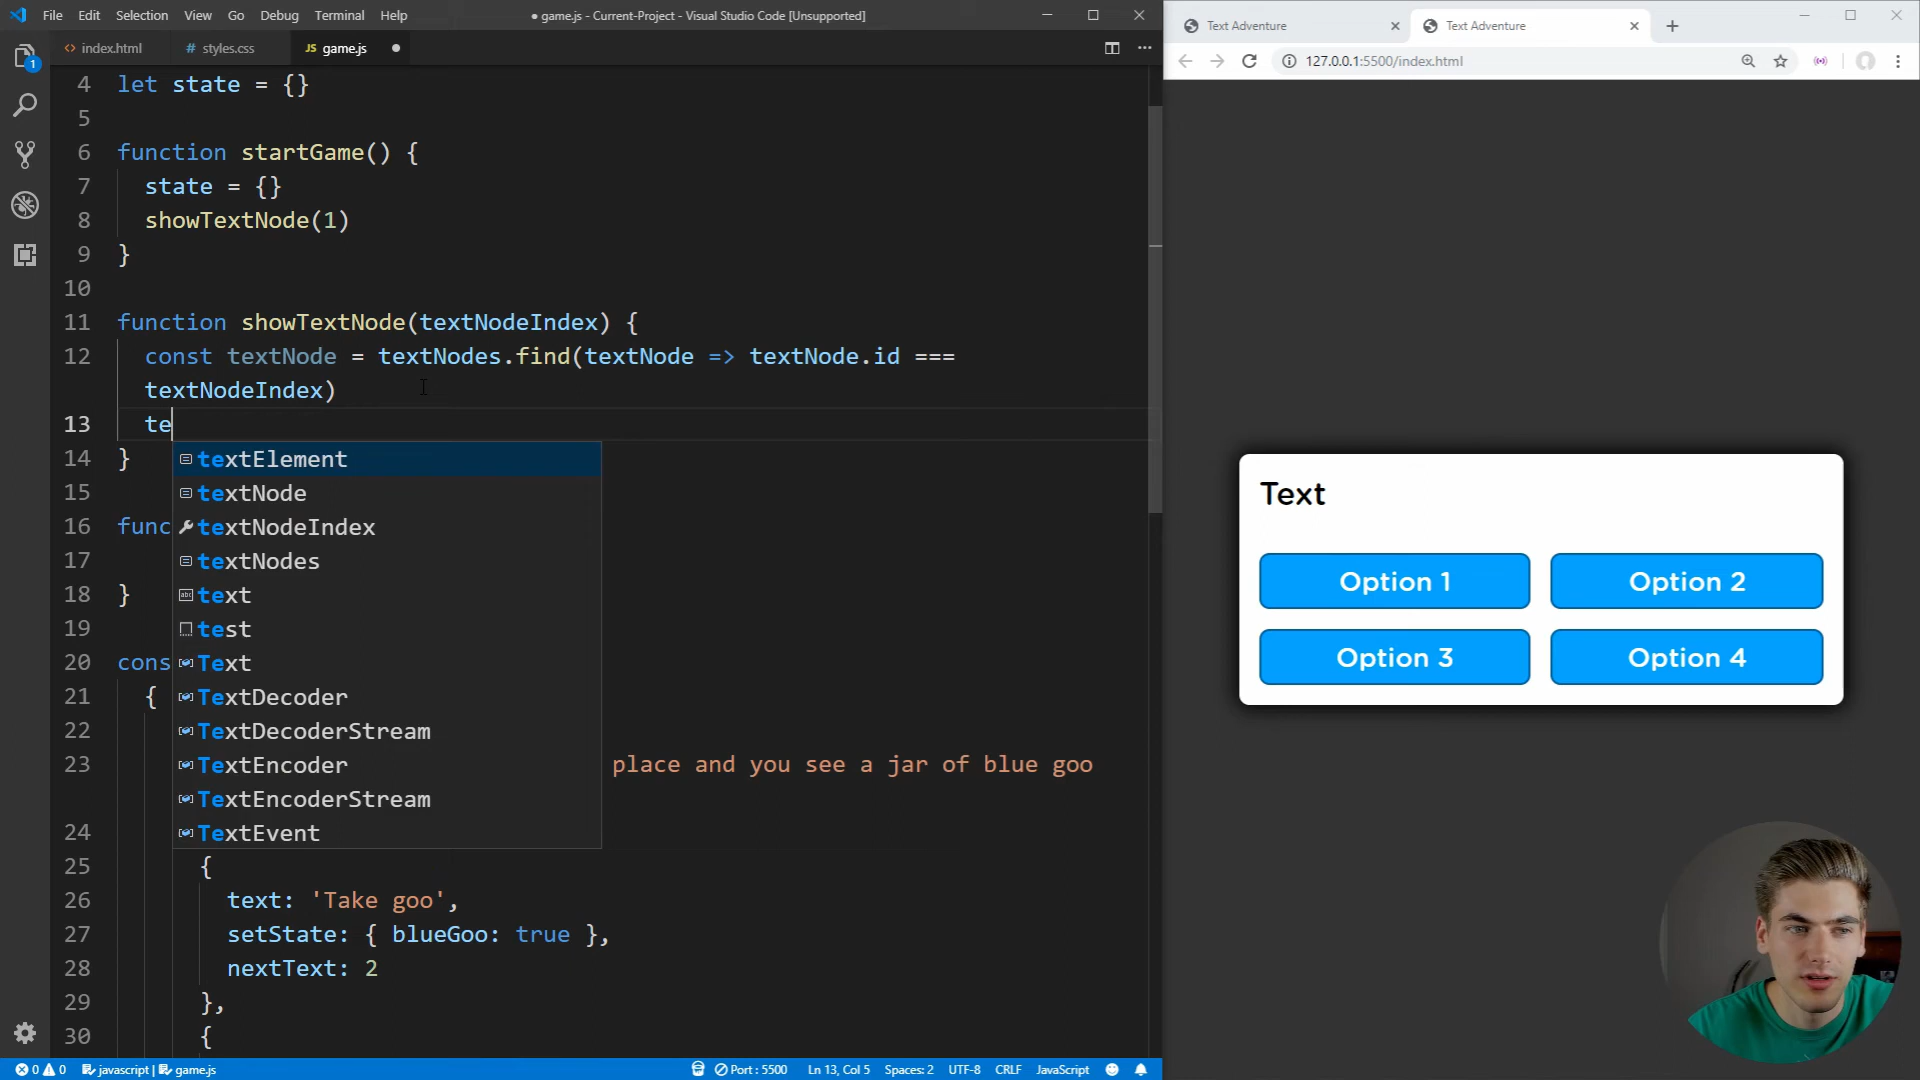 File Edit Selection View Go Debug Terminal Help
● game.js - Current-Project - Visual Studio Code [Unsupported]
index.html
styles.css
JS game.js
1
4 let state = {}
5
6 function startGame() {
7 state = {}
8 showTextNode(1)
9 }
10
11 function showTextNode(textNodeIndex) {
12 const textNode = textNodes.find(textNode => textNode.id ===
textNodeIndex)
13 te
14 }
textElement
textNode
15
16 func
textNodeIndex
17
textNodes
18 }
text
19
test
20 cons
Text
21 {
TextDecoder
22
TextDecoderStream
23
place and you see a jar of blue goo
TextEncoder
TextEncoderStream
24
TextEvent
25 {
26 text: 'Take goo',
27 setState: { blueGoo: true },
28 nextText: 2
29 },
30 {
0 0 javascript | game.js
Port : 5500 Ln 13, Col 5 Spaces: 2 UTF-8 CRLF JavaScript
Text Adventure
Text Adventure
127.0.0.1:5500/index.html
Text
Option 1
Option 2
Option 3
Option 4